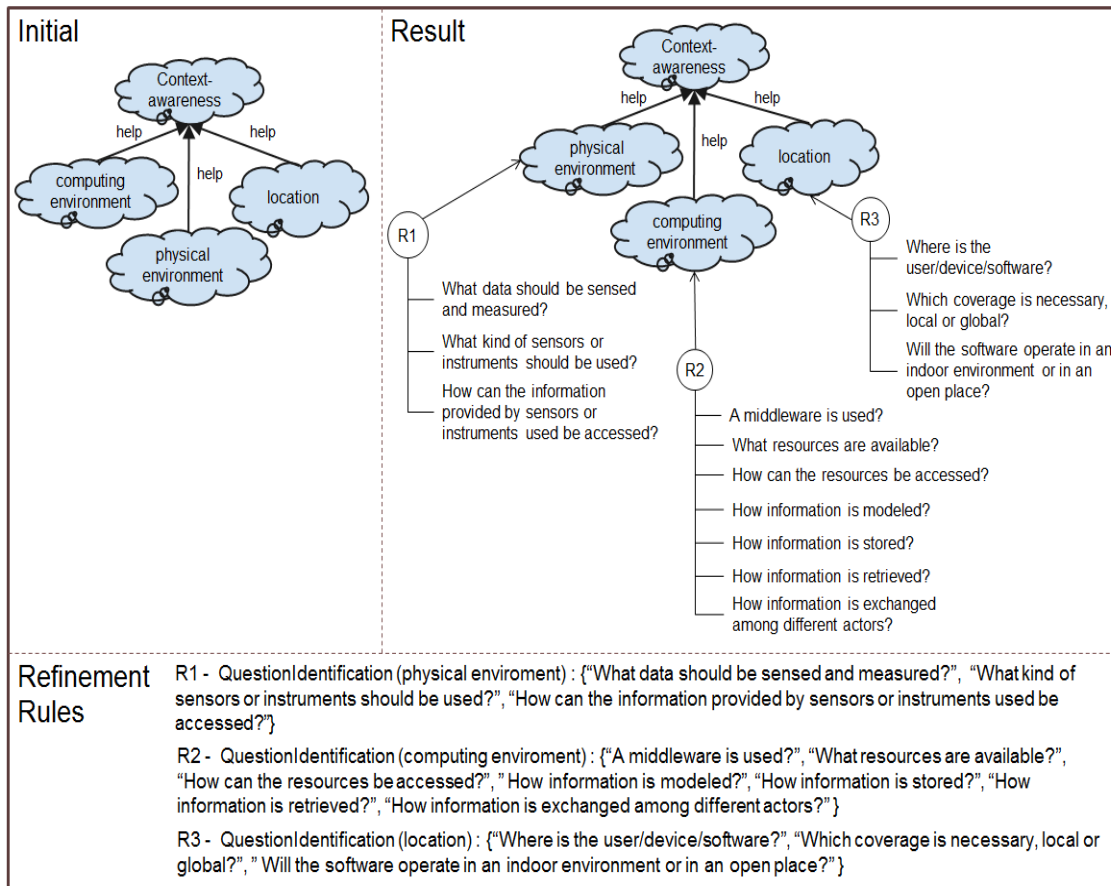 Initial
Context-
awareness
help
help
computing
environment
help
location
physical
environment
Result
Context-
awareness
help
help
physical
environment
help
location
computing
environment
R1
What data should be sensed
and measured?
What kind of sensors or
instruments should be used?
How can the information
provided by sensors or
instruments used be accessed?
R2
A middleware is used?
What resources are available?
How can the resources be accessed?
How information is modeled?
How information is stored?
How information is retrieved?
How information is exchanged
among different actors?
R3
Where is the
user/device/software?
Which coverage is necessary,
local or global?
Will the software operate in an
indoor environment or in an
open place?
Refinement
Rules
R1 - QuestionIdentification (physical enviroment) : {“What data should be sensed and measured?”, “What kind of
sensors or instruments should be used?”, “How can the information provided by sensors or instruments used be
accessed?”}
R2 - QuestionIdentification (computing enviroment) : {“A middleware is used?”, “What resources are available?”,
“How can the resources be accessed?”, ” How information is modeled?”, “How information is stored?”, “How
information is retrieved?”, “How information is exchanged among different actors?” }
R3 - QuestionIdentification (location) : {“Where is the user/device/software?”, “Which coverage is necessary, local or
global?”, ” Will the software operate in an indoor environment or in an open place?” }